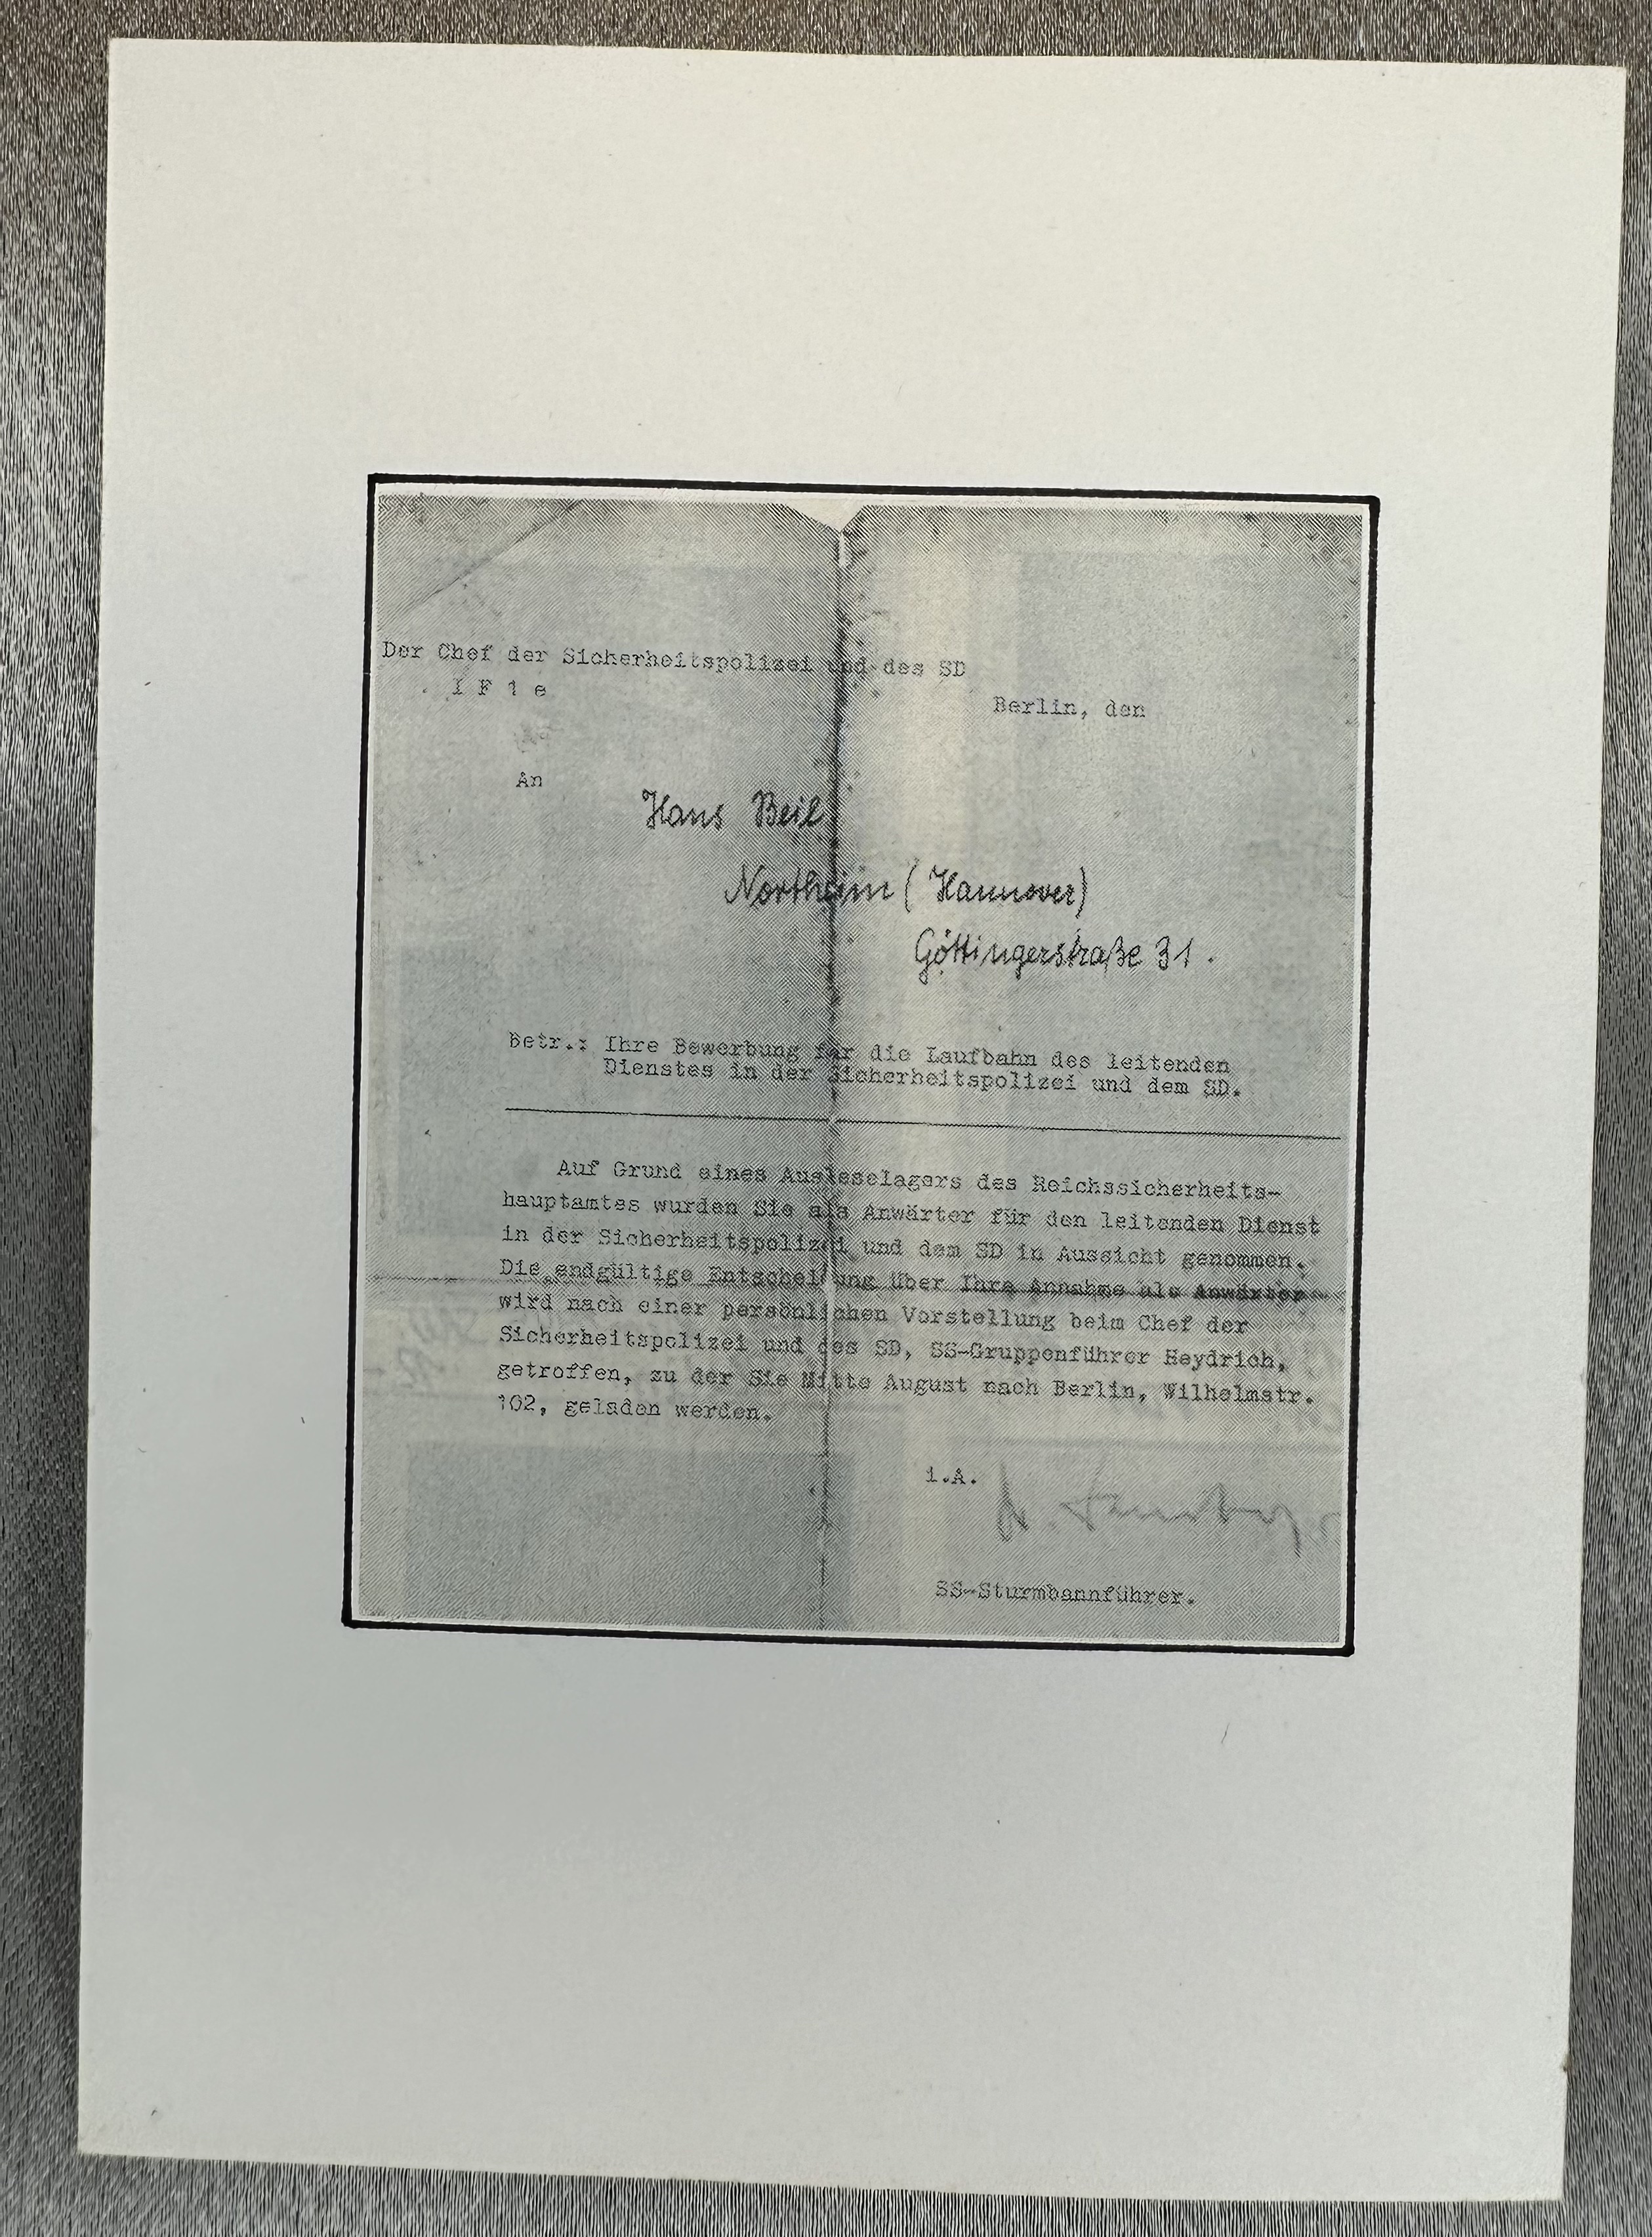 Der Chef der Sicherheitspolizei und des SD
I F 1 e
Berlin, den
An
Hans Beil
Northeim (Hannover)
Göttingerstraße 31.
Betr.: Ihre Bewerbung für die Laufbahn des leitenden
Dienstes in der Sicherheitspolizei und dem SD.
Auf Grund eines Ausleselagers des Reichssicherheits-
hauptamtes wurden Sie als Anwärter für den leitenden Dienst
in der Sicherheitspolizei und dem SD in Aussicht genommen.
Die endgültige Entscheidung über Ihre Annahme als Anwärter
wird nach einer persönlichen Vorstellung beim Chef der
Sicherheitspolizei und des SD, SS-Gruppenführer Heydrich,
getroffen, zu der Sie Mitte August nach Berlin, Wilhelmstr.
102, geladen werden.
i.A.
SS-Sturmbannführer.